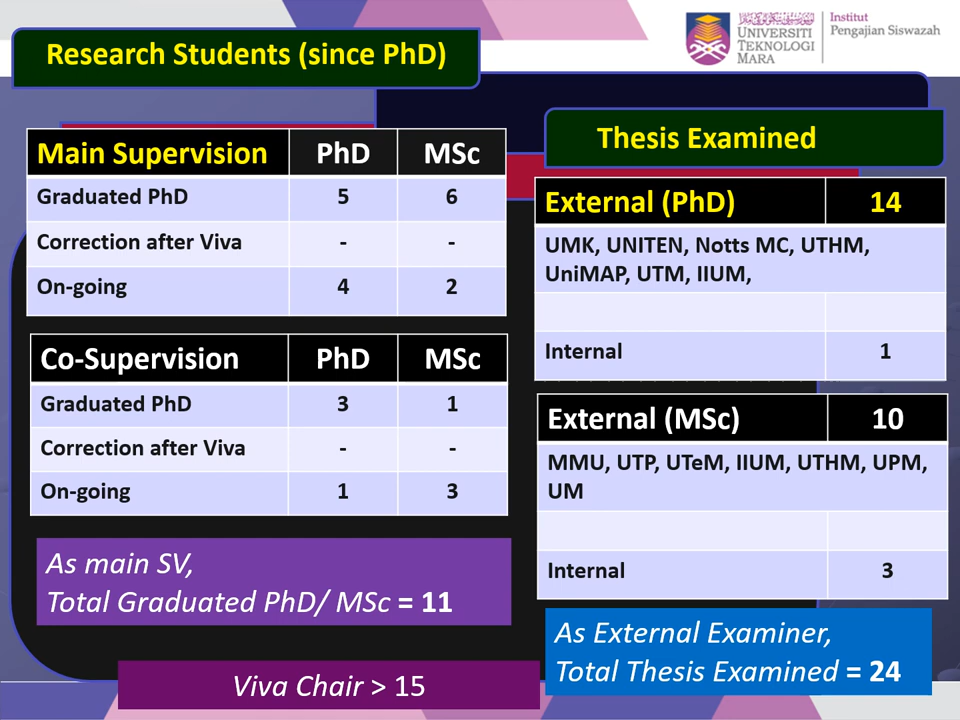 Research Students (since PhD)
UNIVERSITI
TEKNOLOGI
MARA
Institut
Pengajian Siswazah
Main Supervision PhD MSc
Graduated PhD 5 6
Correction after Viva - -
On-going 4 2
Co-Supervision PhD MSc
Graduated PhD 3 1
Correction after Viva - -
On-going 1 3
As main SV,
Total Graduated PhD/ MSc = 11
Viva Chair > 15
Thesis Examined
External (PhD) 14
UMK, UNITEN, Notts MC, UTHM,
UniMAP, UTM, IIUM,
Internal 1
External (MSc) 10
MMU, UTP, UTeM, IIUM, UTHM, UPM,
UM
Internal 3
As External Examiner,
Total Thesis Examined = 24